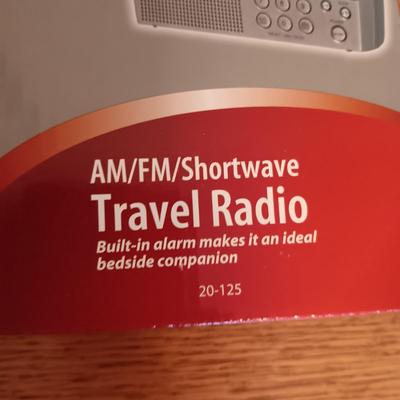 AM/FM/Shortwave
Travel Radio
Built-in alarm makes it an ideal
bedside companion
20-125